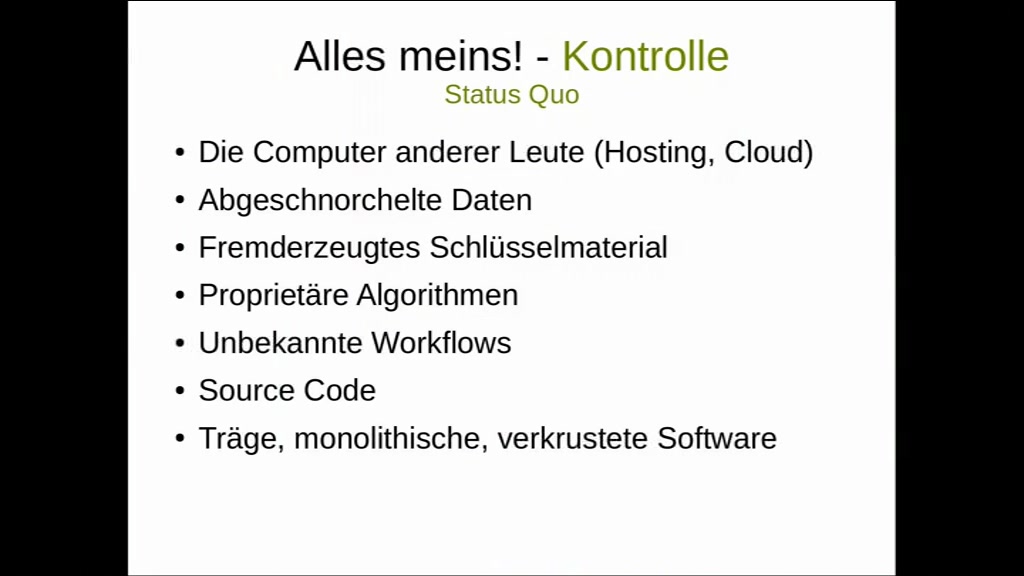 Alles meins! - Kontrolle
Status Quo
• Die Computer anderer Leute (Hosting, Cloud)
• Abgeschnorchelte Daten
• Fremderzeugtes Schlüsselmaterial
• Proprietäre Algorithmen
• Unbekannte Workflows
• Source Code
• Träge, monolithische, verkrustete Software